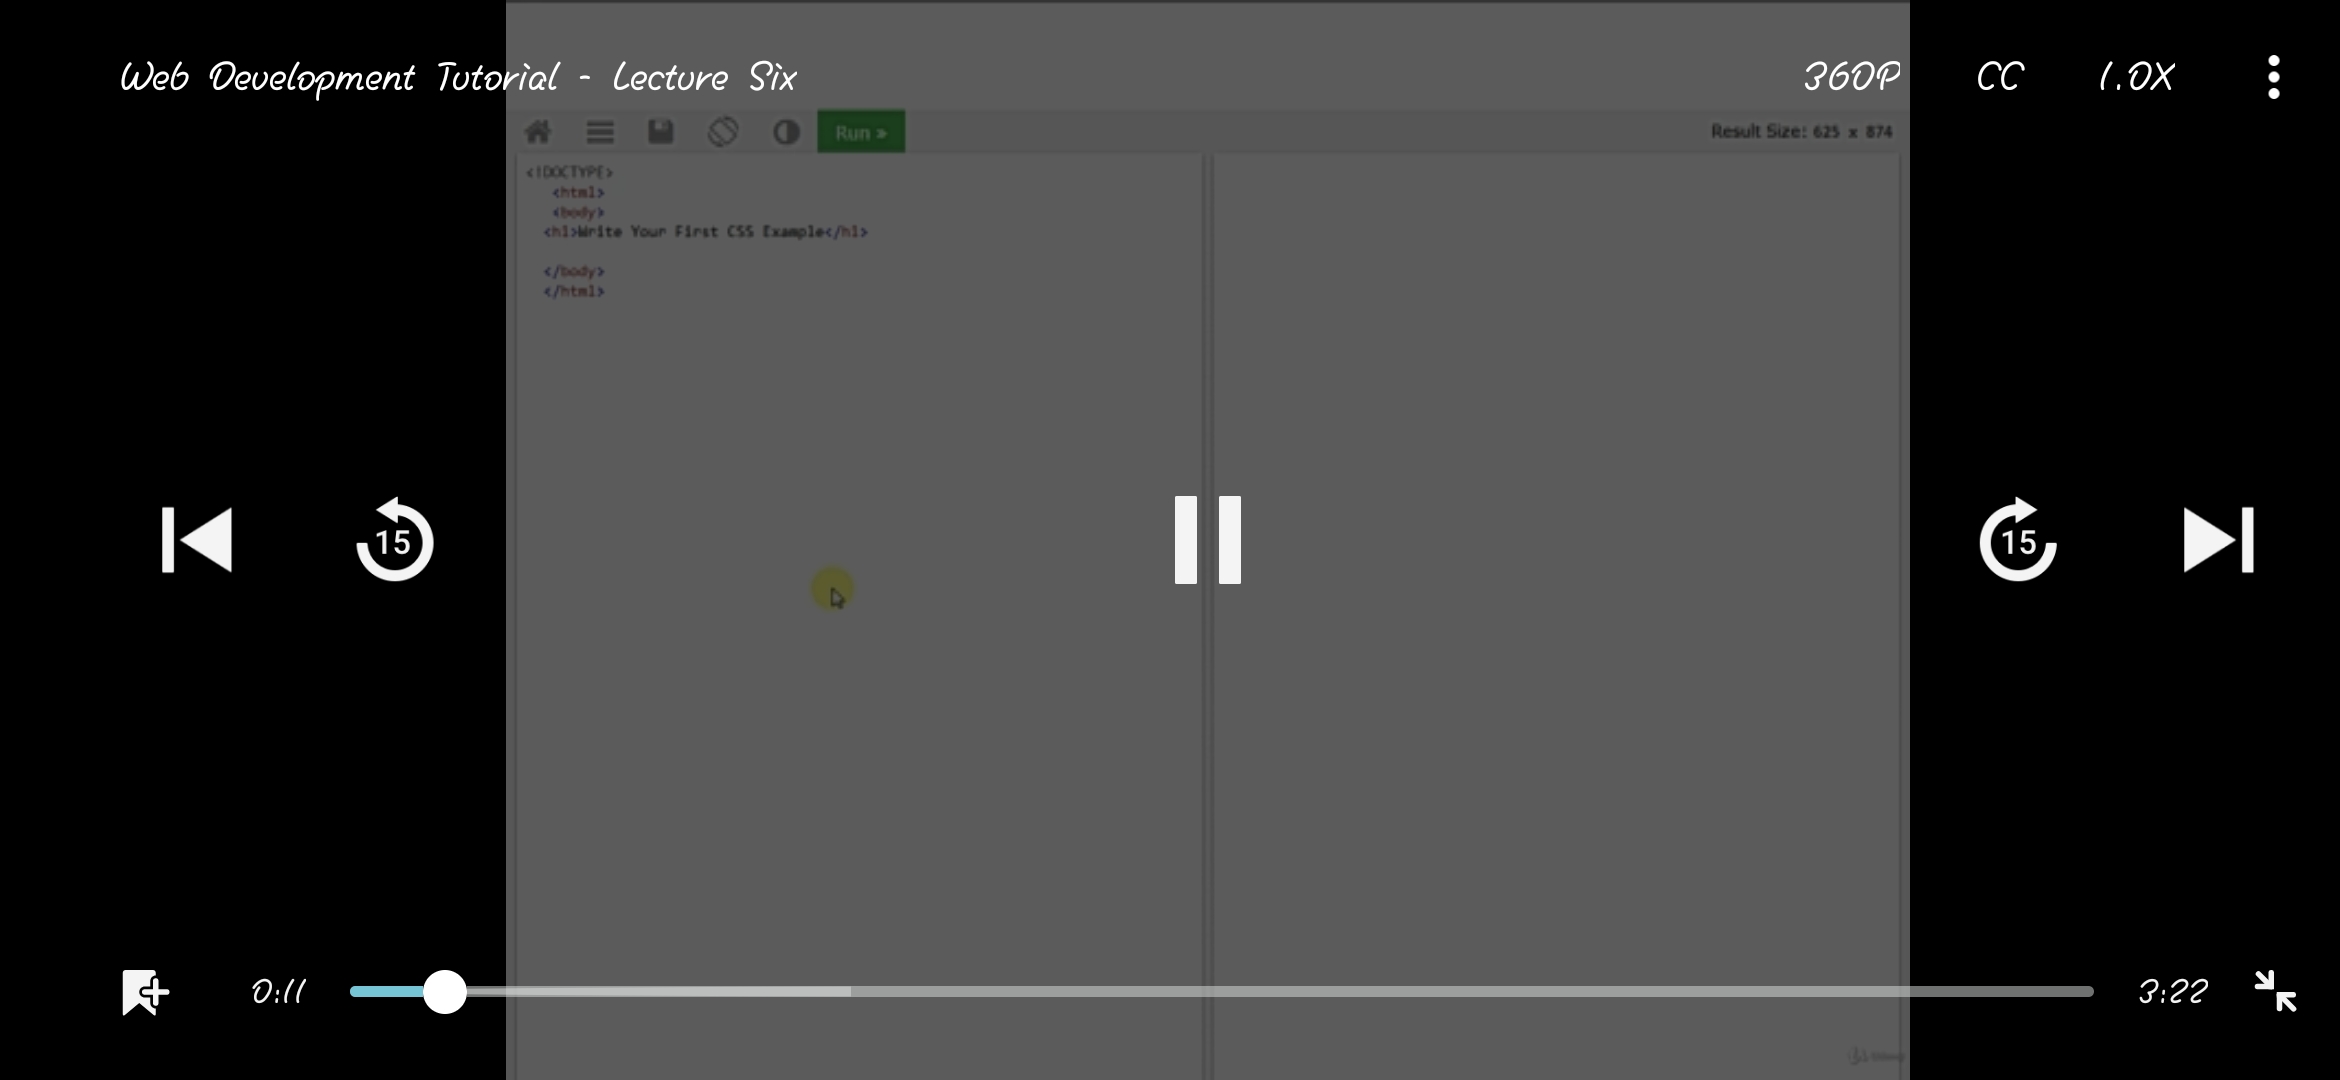 Web Development Tutorial - Lecture Six
360P CC 1.0X
Run »
Result Size: 625 x 874
<!DOCTYPE>
<html>
<body>
<h1>Write Your First CSS Example</h1>
</body>
</html>
15
15
0:11
3:22